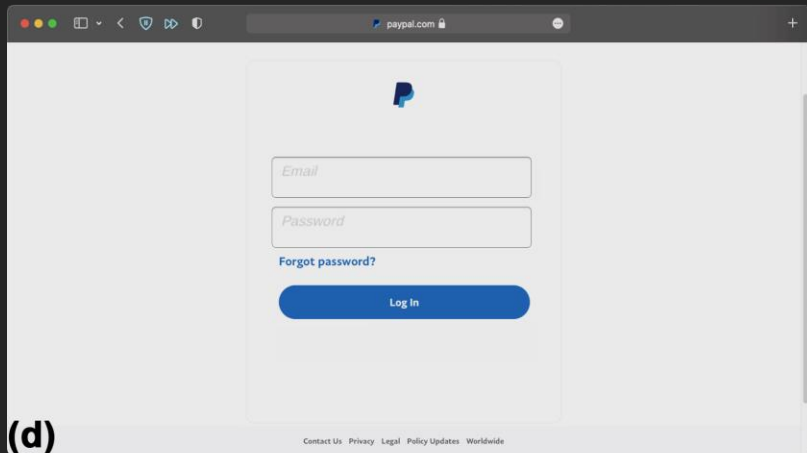 paypal.com
Email
Password
Forgot password?
Log In
(d)
Contact Us Privacy Legal Policy Updates Worldwide